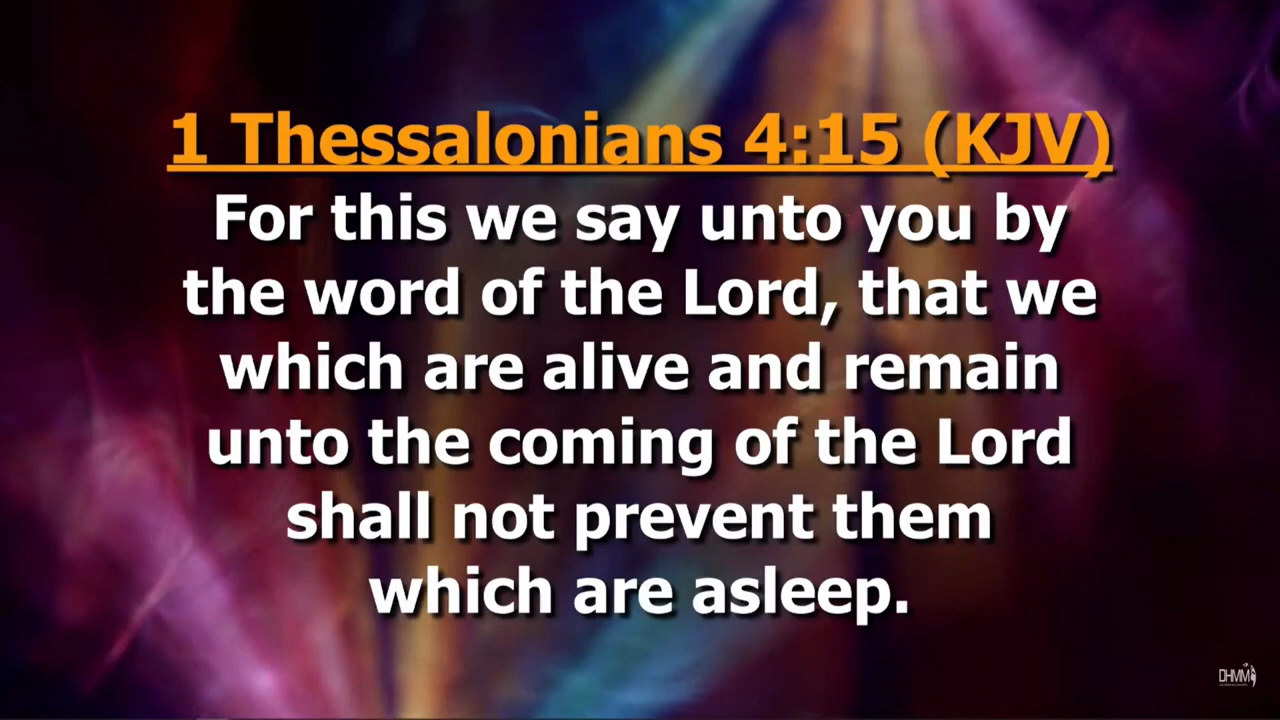 1 Thessalonians 4:15 (KJV)
For this we say unto you by
the word of the Lord, that we
which are alive and remain
unto the coming of the Lord
shall not prevent them
which are asleep.
DHMM